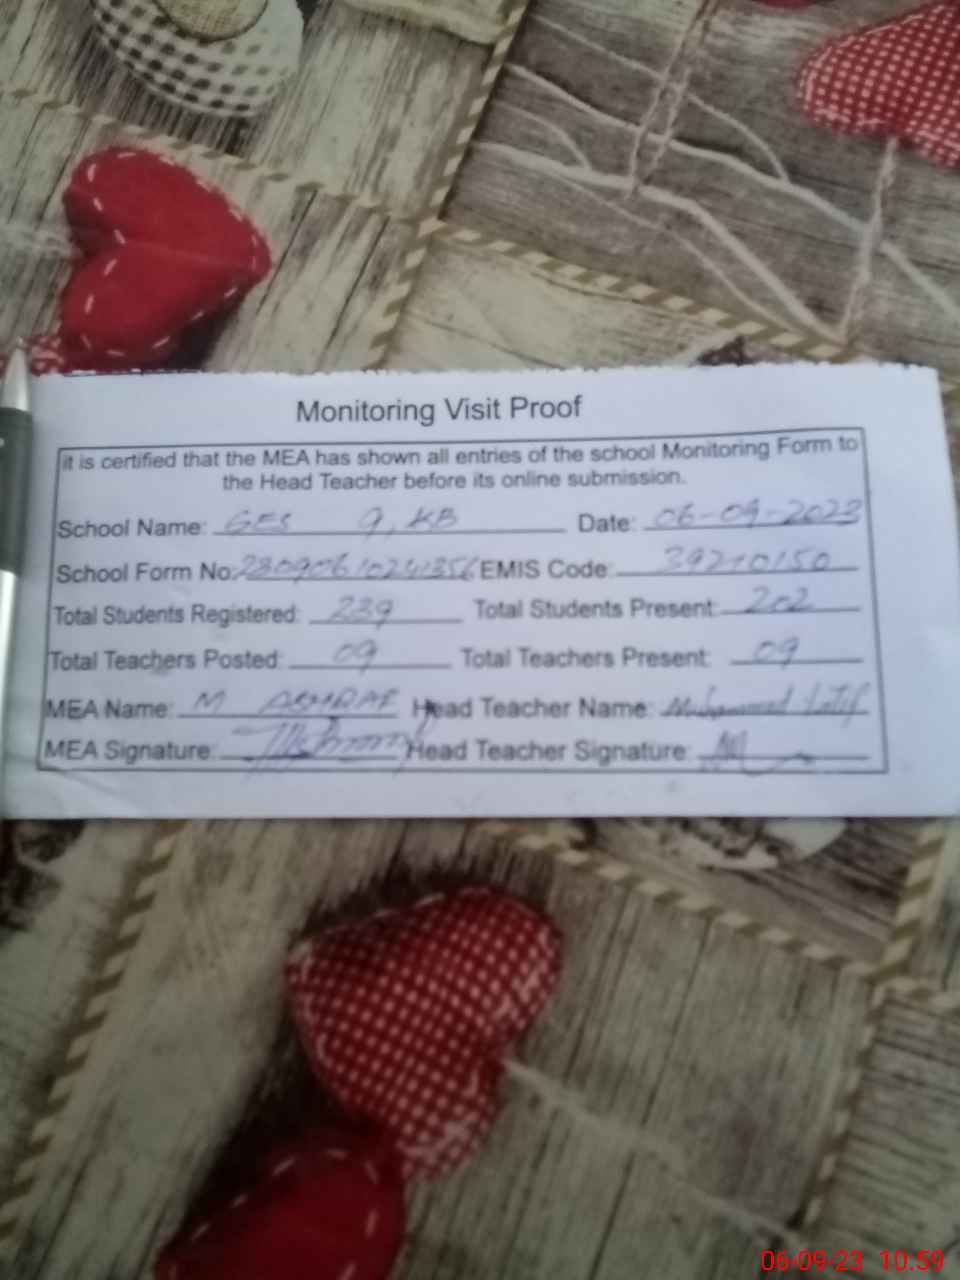 Monitoring Visit Proof
it is certified that the MEA has shown all entries of the school Monitoring Form to
the Head Teacher before its online submission.
School Name: GES 9, KB Date: 06-09-2023
School Form No: EMIS Code: 39210150
Total Students Registered: 239 Total Students Present: 202
Total Teachers Posted: 09 Total Teachers Present: 09
MEA Name: M ASHRAF Head Teacher Name: Muhammad Latif
MEA Signature: Head Teacher Signature:
06-09-23 10:59